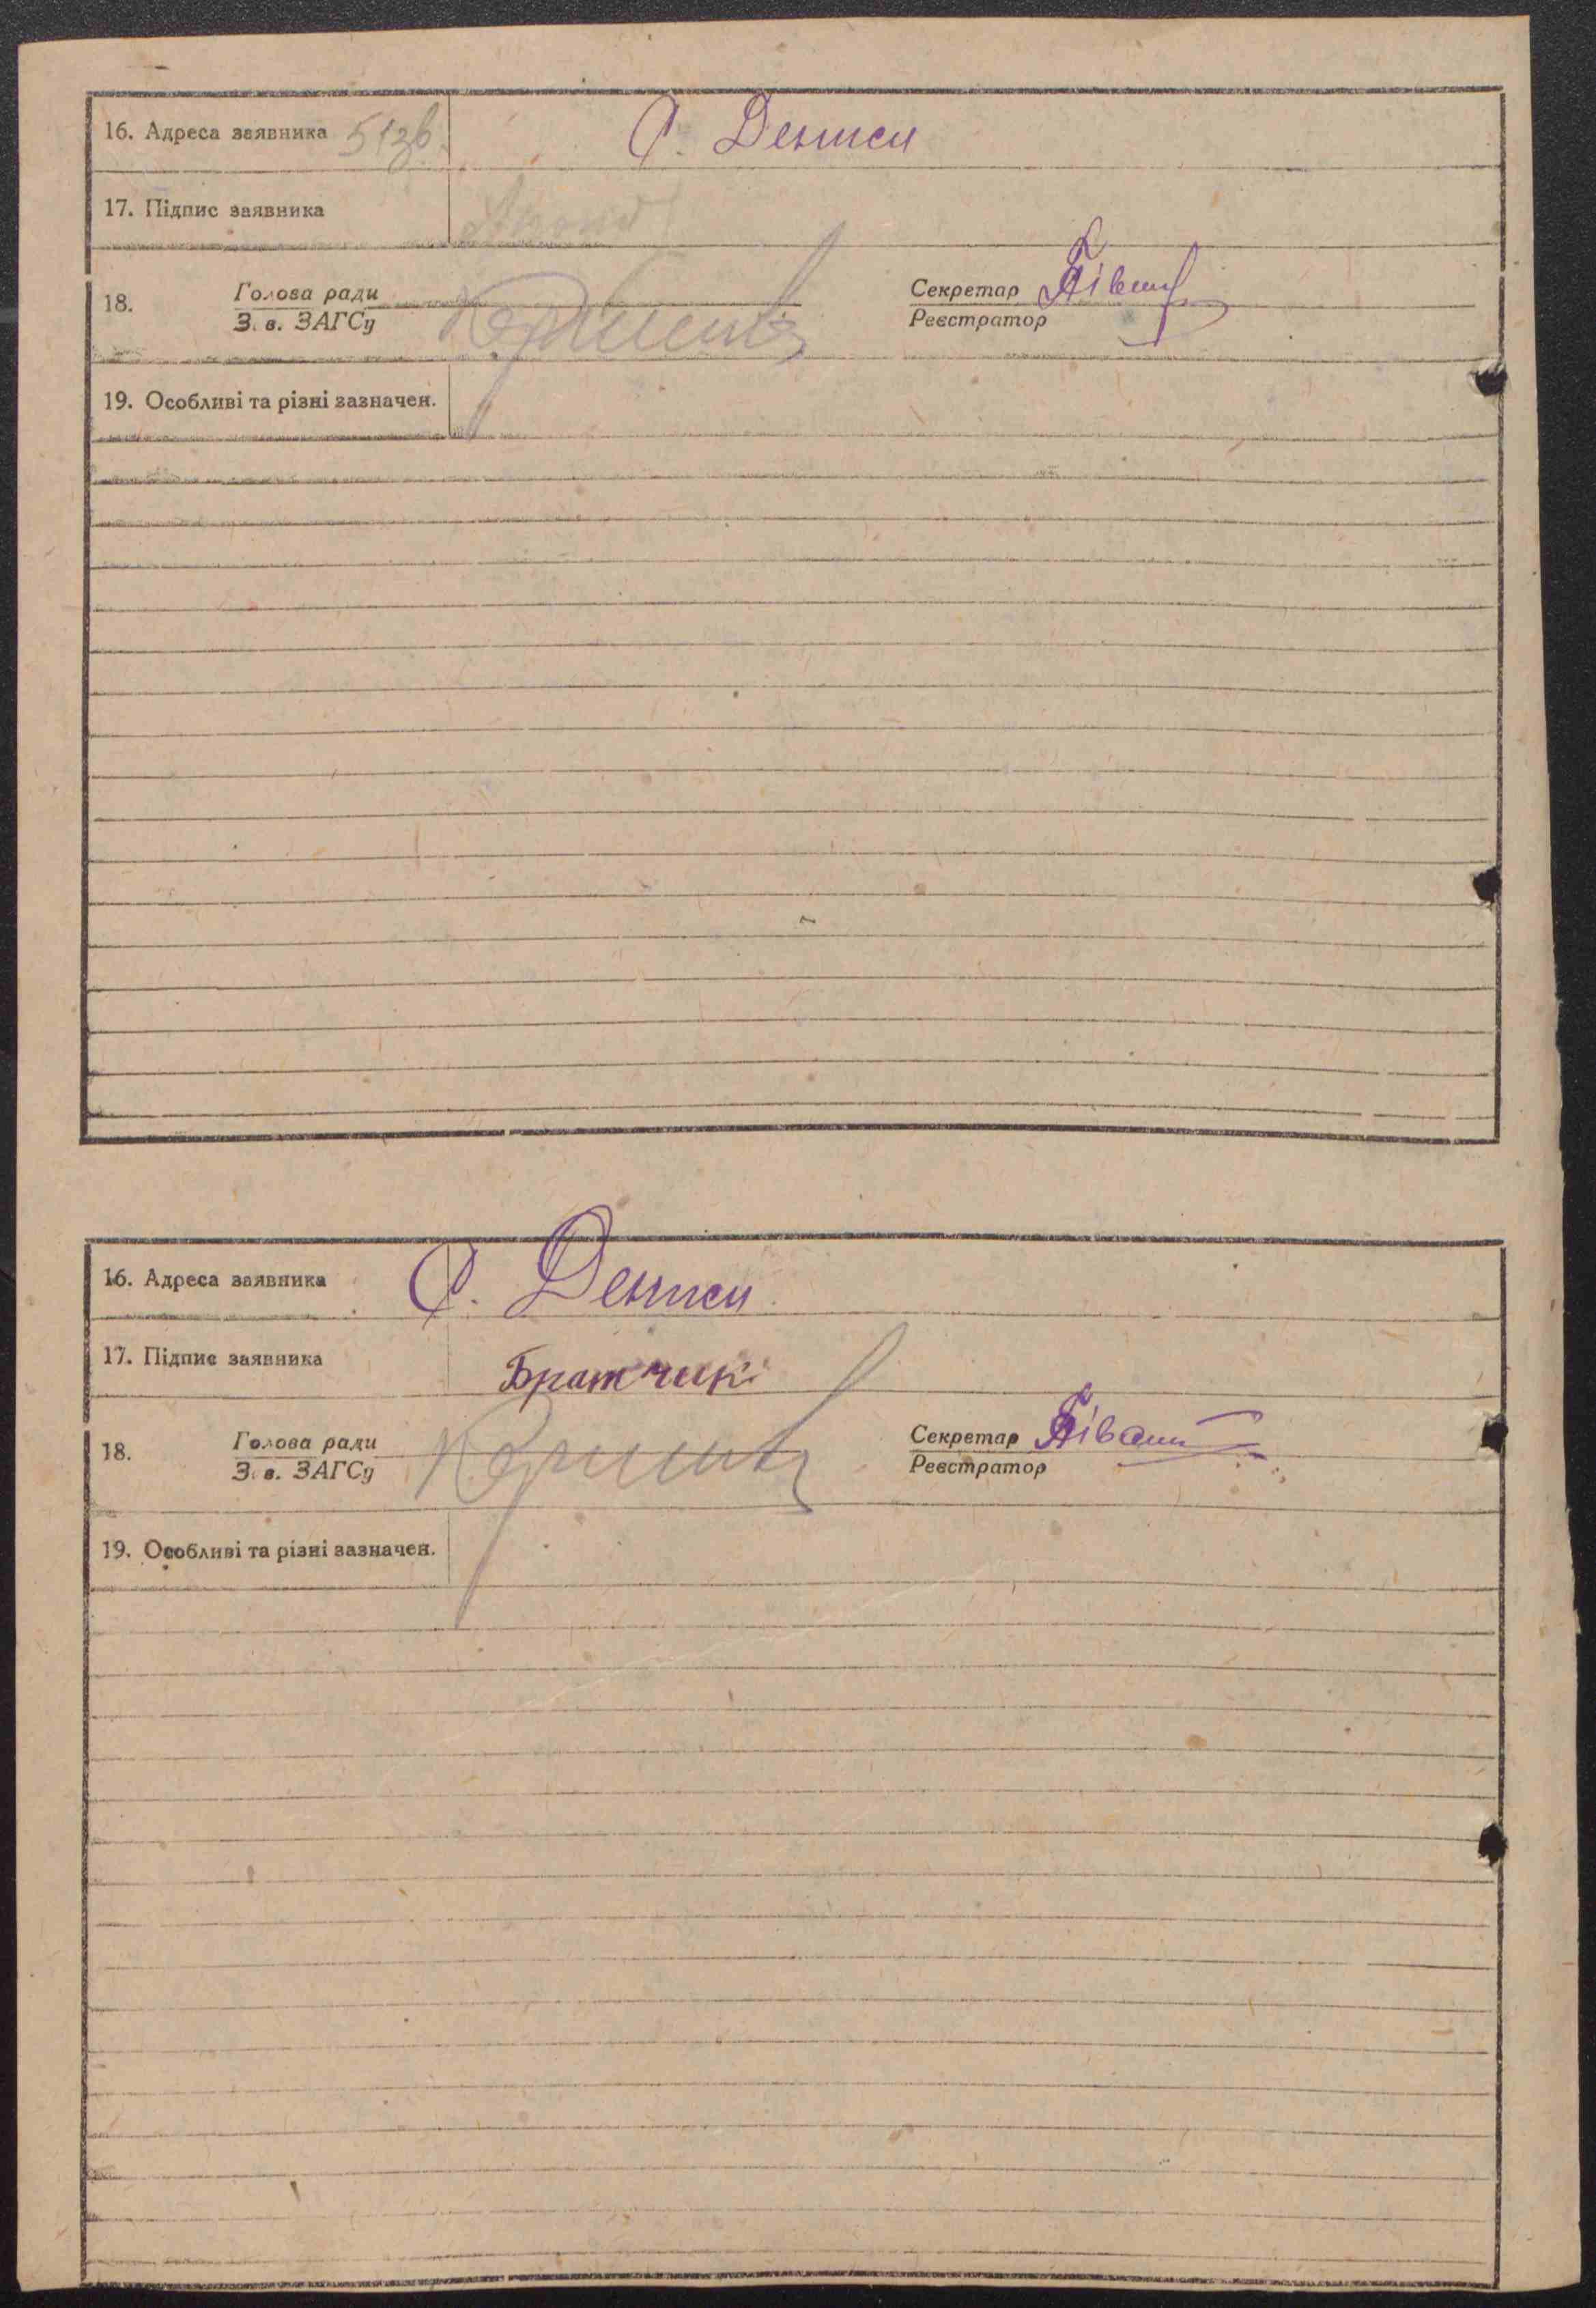 16. Адреса заявника 51зв. С. Дениси
17. Підпис заявника
18. Голова ради
З. в. ЗАГСу
Секретар
Реєстратор
19. Особливі та різні зазначен.
16. Адреса заявника С. Дениси
17. Підпис заявника Братчик
18. Голова ради
З. в. ЗАГСу
Секретар
Реєстратор
19. Особливі та різні зазначен.